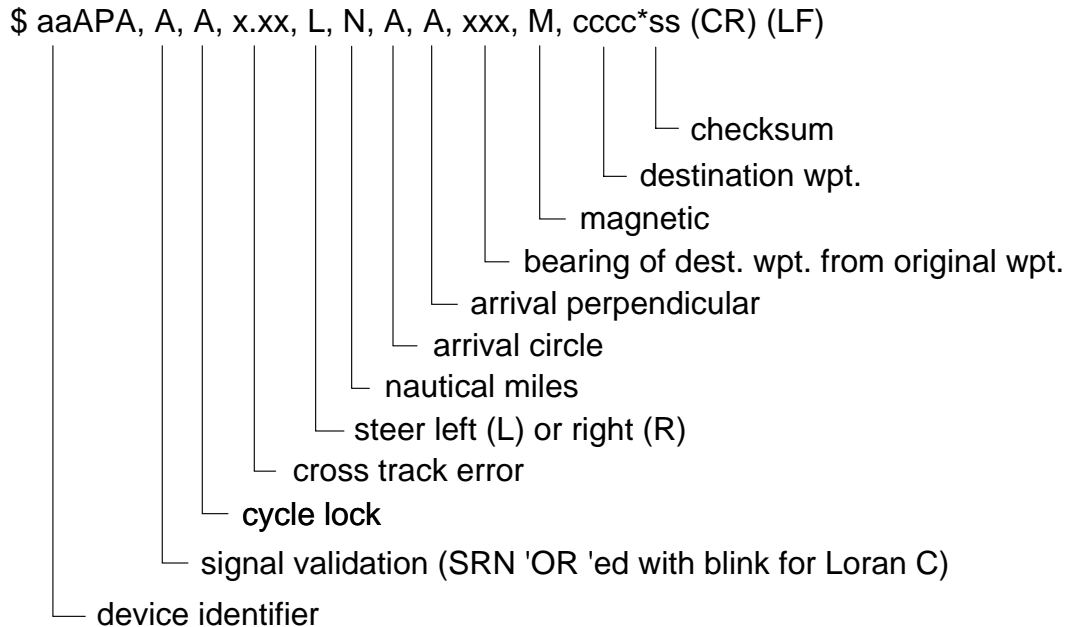 $ aaAPA, A, A, x.xx, L, N, A, A, xxx, M, cccc*ss (CR) (LF)
checksum
destination wpt.
magnetic
bearing of dest. wpt. from original wpt.
arrival perpendicular
arrival circle
nautical miles
steer left (L) or right (R)
cross track error
cycle lock
signal validation (SRN 'OR 'ed with blink for Loran C)
device identifier